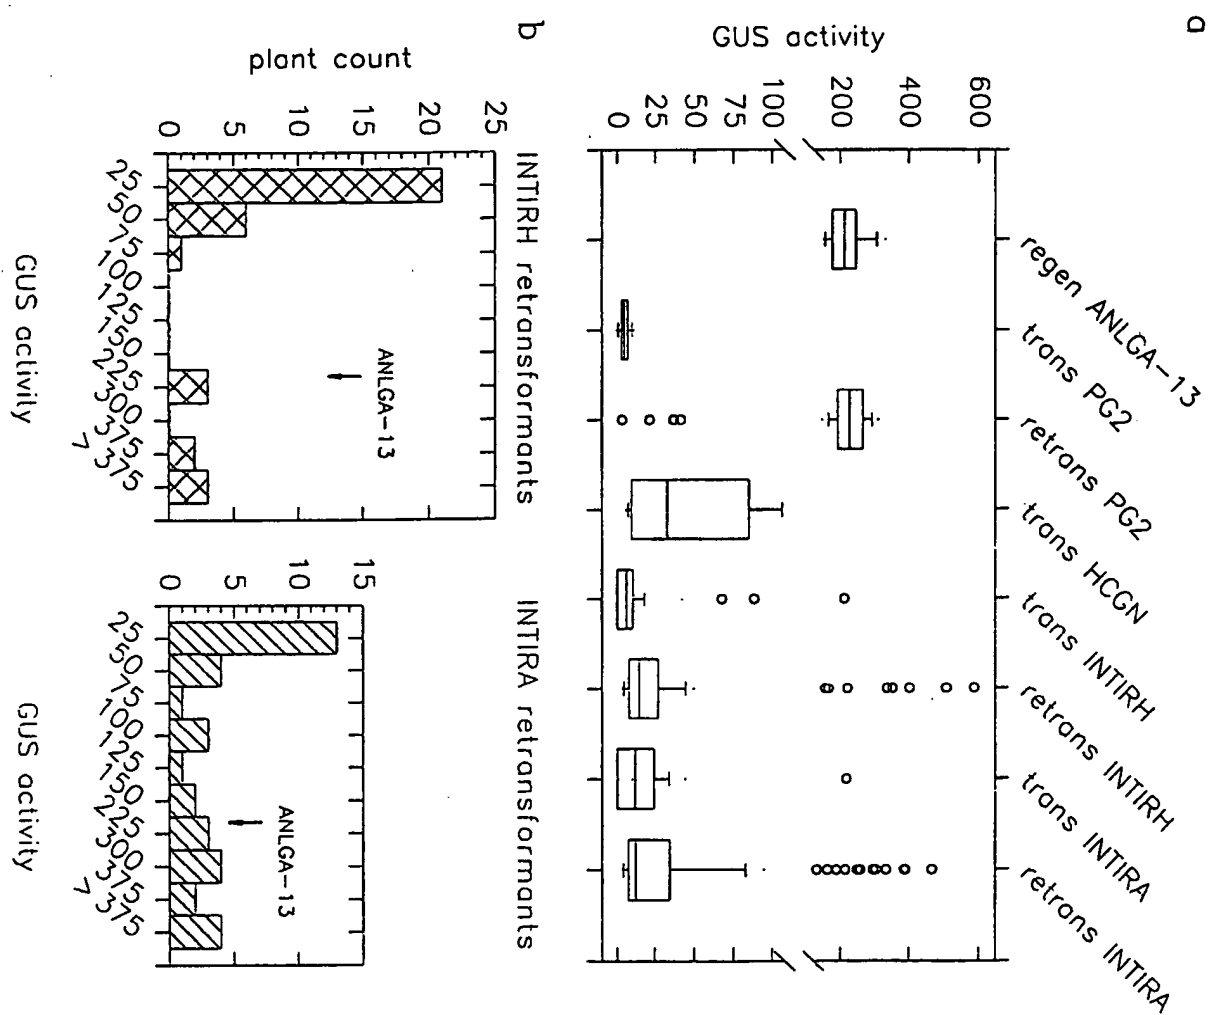 a
GUS activity
0
25
50
75
100
200
400
600
regen ANLGA-13
trans PG2
retrans PG2
trans HCGN
trans INTIRH
retrans INTIRH
trans INTIRA
retrans INTIRA
b
INTIRH retransformants
plant count
0
5
10
15
20
25
ANLGA-13
25
50
75
100
125
150
225
300
375
> 375
GUS activity
INTIRA retransformants
0
5
10
15
ANLGA-13
25
50
75
100
125
150
225
300
375
> 375
GUS activity